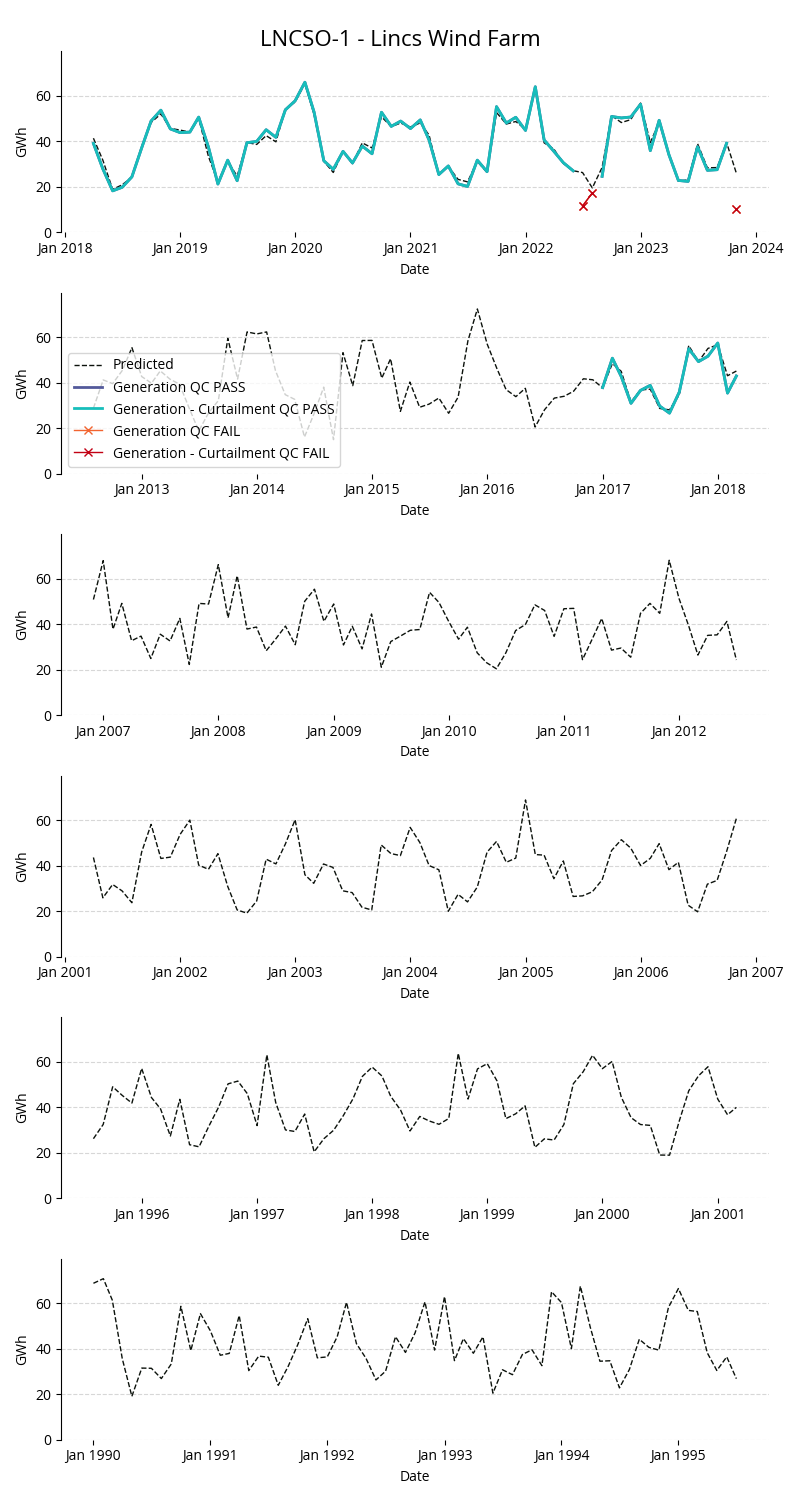 LNCSO-1 - Lincs Wind Farm
60
40
20
0
GWh
Jan 2018 Jan 2019 Jan 2020 Jan 2021 Jan 2022 Jan 2023 Jan 2024
Date
60
40
20
0
GWh
Predicted
Generation QC PASS
Generation - Curtailment QC PASS
Generation QC FAIL
Generation - Curtailment QC FAIL
Jan 2013 Jan 2014 Jan 2015 Jan 2016 Jan 2017 Jan 2018
Date
60
40
20
0
GWh
Jan 2007 Jan 2008 Jan 2009 Jan 2010 Jan 2011 Jan 2012
Date
60
40
20
0
GWh
Jan 2001 Jan 2002 Jan 2003 Jan 2004 Jan 2005 Jan 2006 Jan 2007
Date
60
40
20
0
GWh
Jan 1996 Jan 1997 Jan 1998 Jan 1999 Jan 2000 Jan 2001
Date
60
40
20
0
GWh
Jan 1990 Jan 1991 Jan 1992 Jan 1993 Jan 1994 Jan 1995
Date